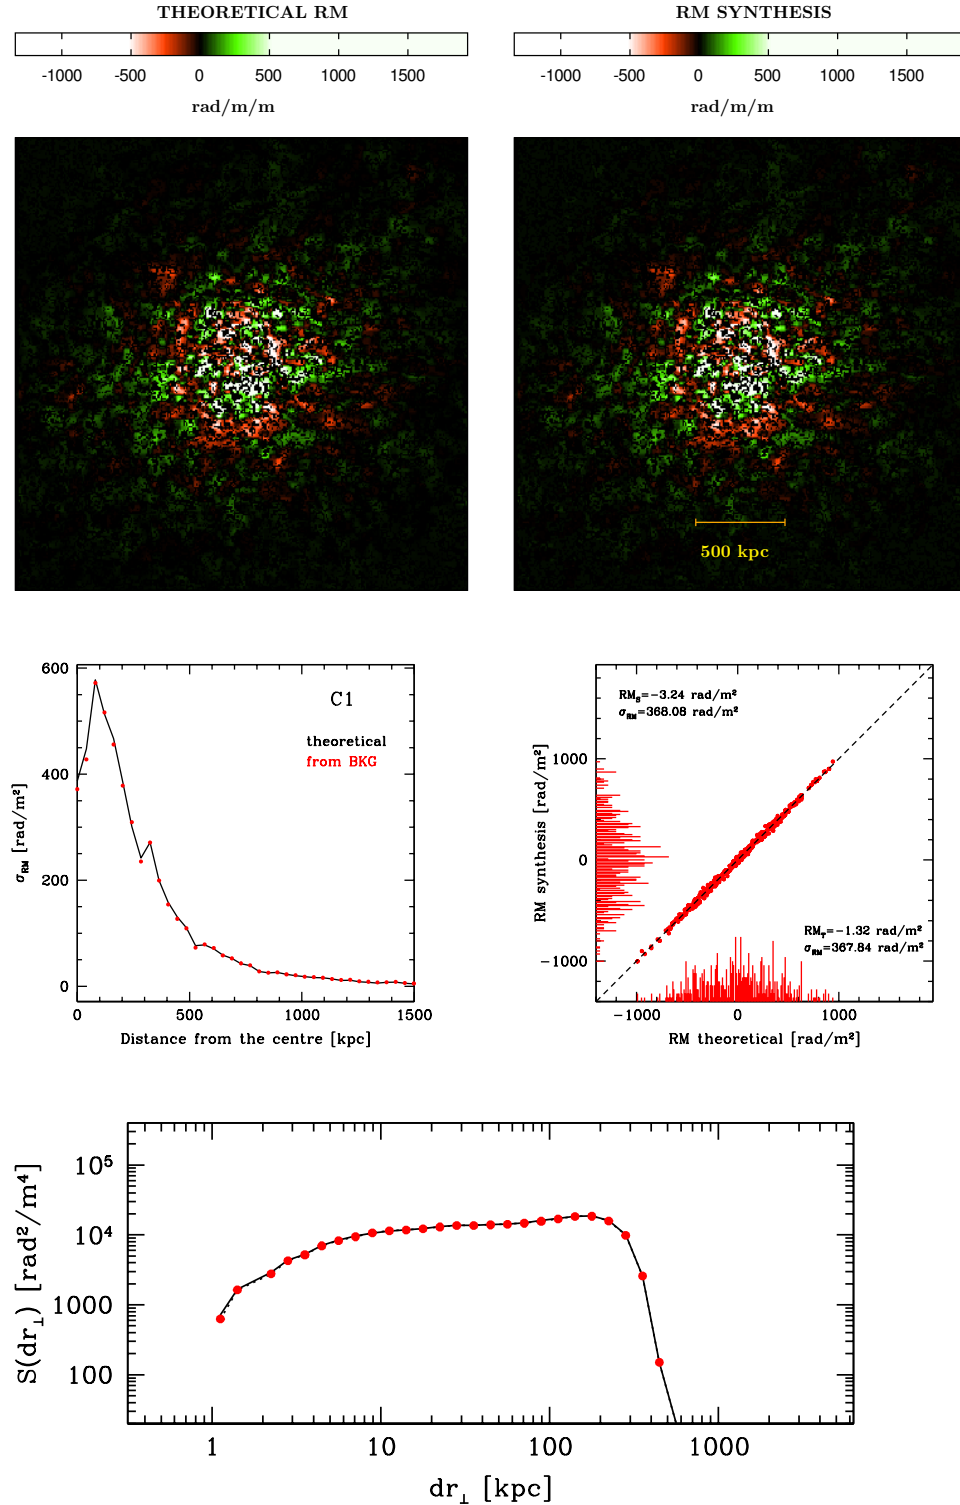 THEORETICAL RM
RM SYNTHESIS
-1000 -500 0 500 1000 1500
-1000 -500 0 500 1000 1500
rad/m/m
rad/m/m
500 kpc
600
400
200
0
σRM [rad/m²]
C1
theoretical
from BKG
0 500 1000 1500
Distance from the centre [kpc]
RMS=−3.24 rad/m²
σRM=368.08 rad/m²
1000
0
−1000
RM synthesis [rad/m²]
RMT=−1.32 rad/m²
σRM=367.84 rad/m²
−1000 0 1000
RM theoretical [rad/m²]
10⁵
10⁴
1000
100
S(dr⊥) [rad²/m⁴]
1 10 100 1000
dr⊥ [kpc]